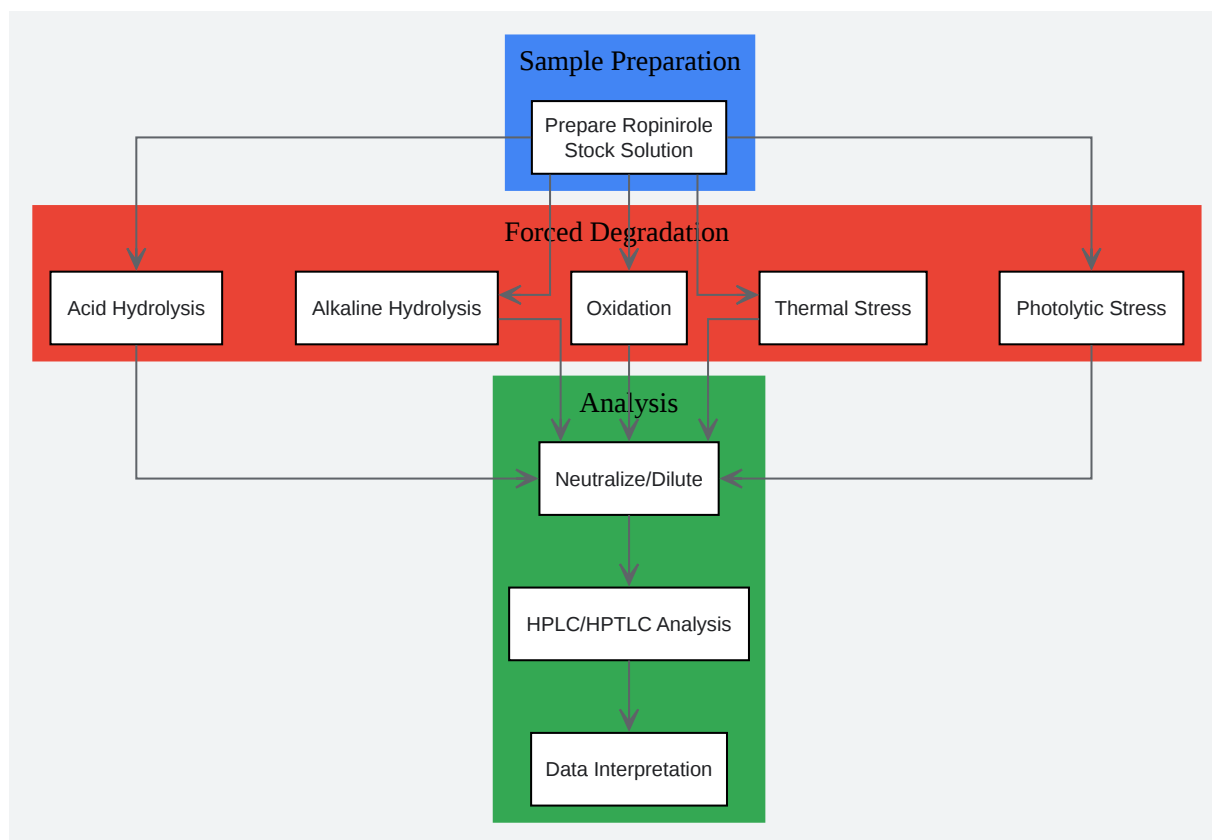 Sample Preparation
Prepare Ropinirole
Stock Solution
Forced Degradation
Acid Hydrolysis
Alkaline Hydrolysis
Oxidation
Thermal Stress
Photolytic Stress
Analysis
Neutralize/Dilute
HPLC/HPTLC Analysis
Data Interpretation